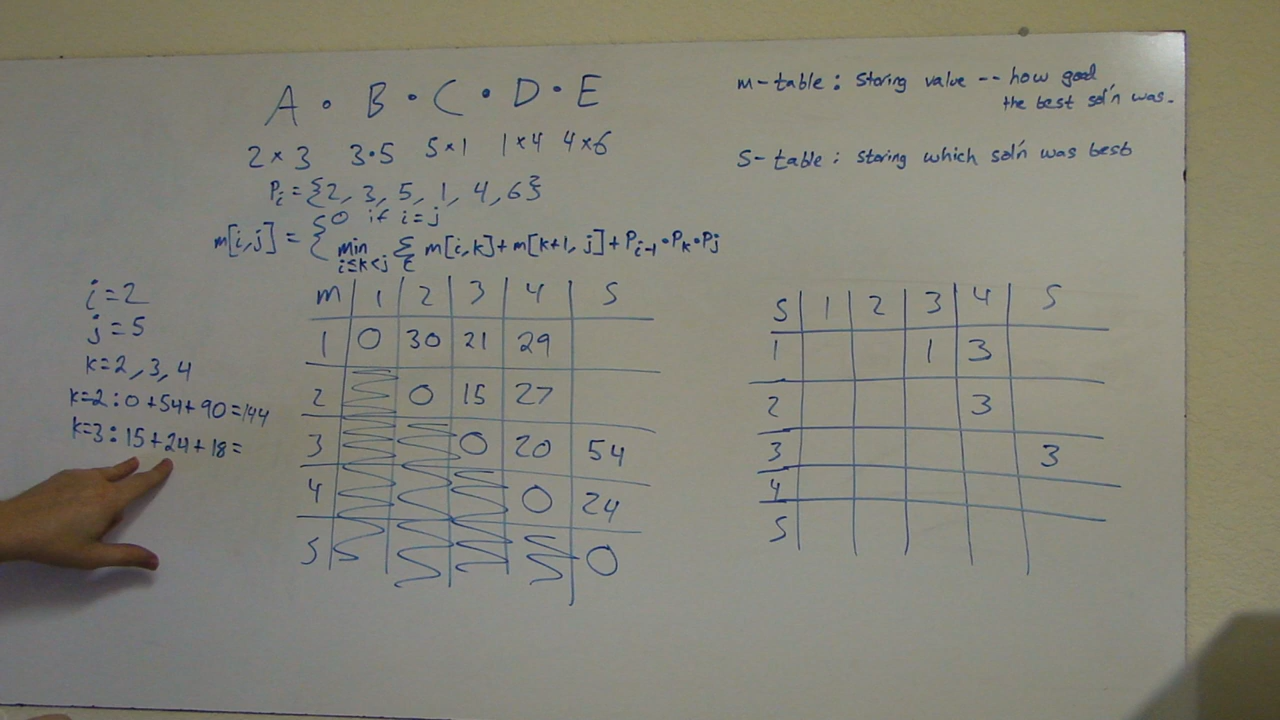 A • B • C • D • E
2 × 3 3•5 5×1 1×4 4×6
Pi = {2, 3, 5, 1, 4, 6}
m[i,j] = { 0 if i=j
min i≤k<j { m[i,k] + m[k+1, j] + Pi-1 • Pk • Pj
m-table : storing value -- how good
the best sol'n was.
S-table : storing which sol'n was best
i = 2
j = 5
k = 2, 3, 4
k=2 : 0+54+90=144
k=3 : 15+24+18=
m 1 2 3 4 5
1 0 30 21 29
2 0 15 27
3 0 20 54
4 0 24
5 0
S 1 2 3 4 5
1 1 3
2 3
3 3
4
5